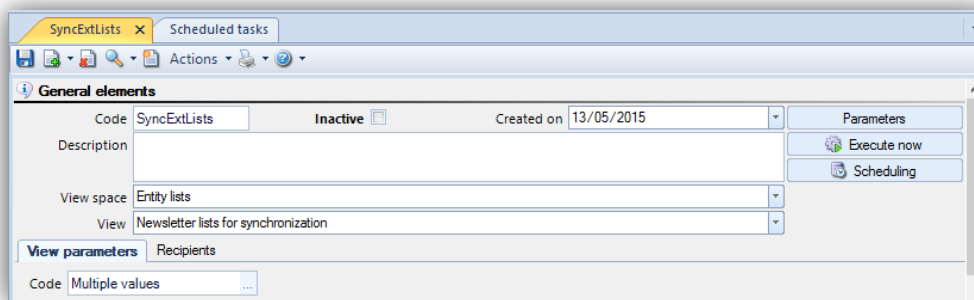 SyncExtLists X Scheduled tasks
Actions
General elements
Code SyncExtLists Inactive Created on 13/05/2015 Parameters
Description Execute now
Scheduling
View space Entity lists
View Newsletter lists for synchronization
View parameters Recipients
Code Multiple values ...